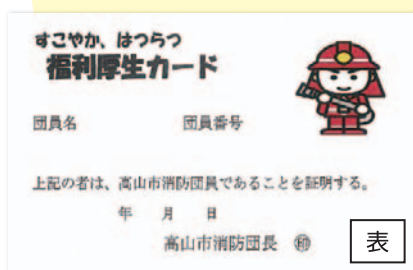 すこやか、はつらつ
福利厚生カード
団員名　団員番号
上記の者は、高山市消防団員であることを証明する。
年　月　日
高山市消防団長　㊞
表